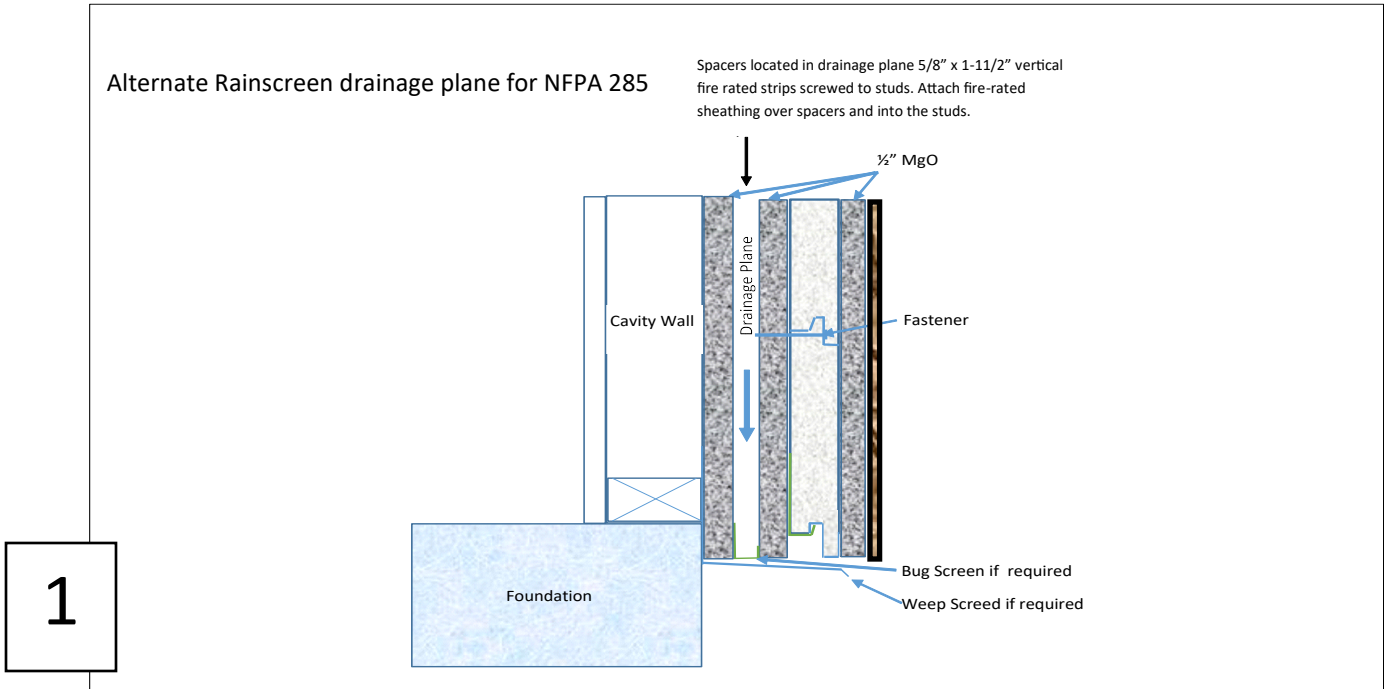 Alternate Rainscreen drainage plane for NFPA 285
Spacers located in drainage plane 5/8” x 1-11/2” vertical
fire rated strips screwed to studs. Attach fire-rated
sheathing over spacers and into the studs.
½” MgO
Drainage Plane
Cavity Wall
Fastener
Bug Screen if required
Weep Screed if required
Foundation
1